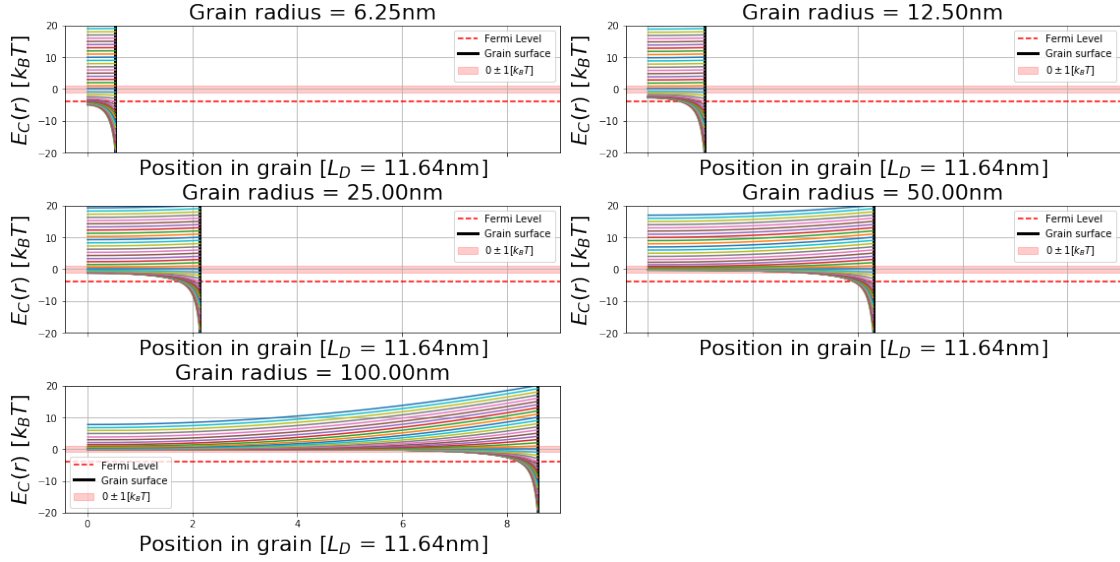 Grain radius = 6.25nm
20
10
0
−10
−20
E_C(r) [k_BT]
Fermi Level
Grain surface
0 ± 1[k_BT]
Position in grain [L_D = 11.64nm]
Grain radius = 12.50nm
20
10
0
−10
−20
E_C(r) [k_BT]
Fermi Level
Grain surface
0 ± 1[k_BT]
Position in grain [L_D = 11.64nm]
Grain radius = 25.00nm
20
10
0
−10
−20
E_C(r) [k_BT]
Fermi Level
Grain surface
0 ± 1[k_BT]
Position in grain [L_D = 11.64nm]
Grain radius = 50.00nm
20
10
0
−10
−20
E_C(r) [k_BT]
Fermi Level
Grain surface
0 ± 1[k_BT]
Position in grain [L_D = 11.64nm]
Grain radius = 100.00nm
20
10
0
−10
−20
E_C(r) [k_BT]
Fermi Level
Grain surface
0 ± 1[k_BT]
0 2 4 6 8
Position in grain [L_D = 11.64nm]